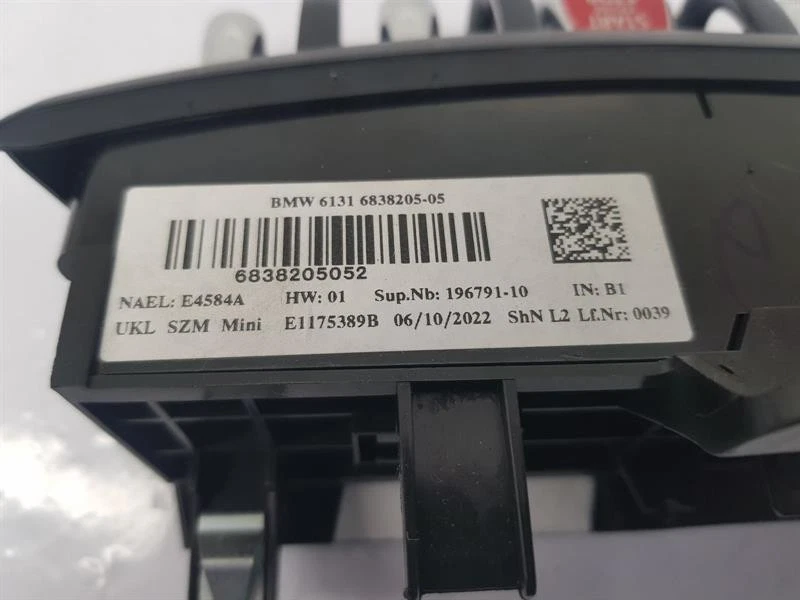 START
BMW 6131 6838205-05
6838205052
NAEL: E4584A HW: 01 Sup.Nb: 196791-10 IN: B1
UKL SZM Mini E1175389B 06/10/2022 ShN L2 Lf.Nr: 0039